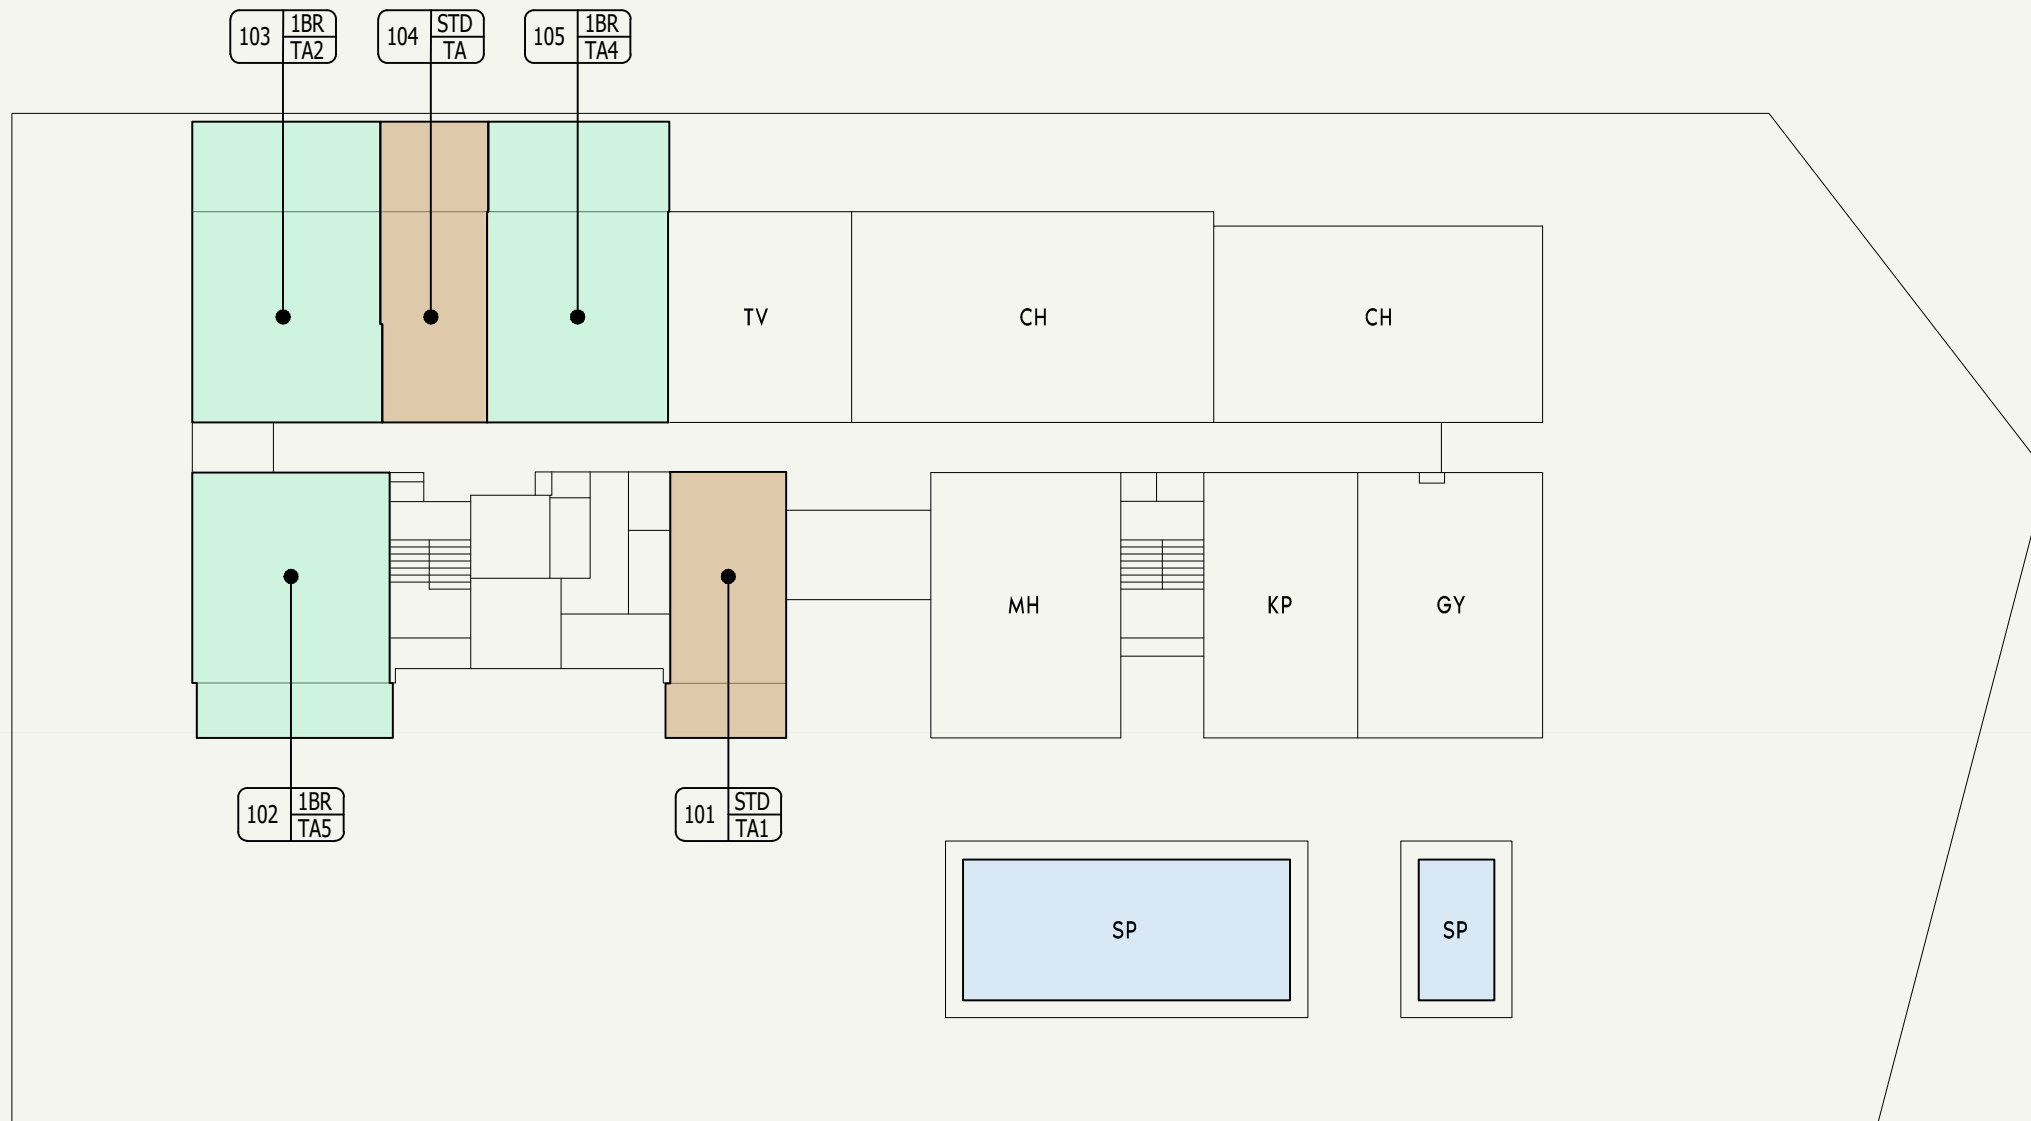 103 1BR TA2
104 STD TA
105 1BR TA4
TV
CH
CH
MH
KP
GY
102 1BR TA5
101 STD TA1
SP
SP